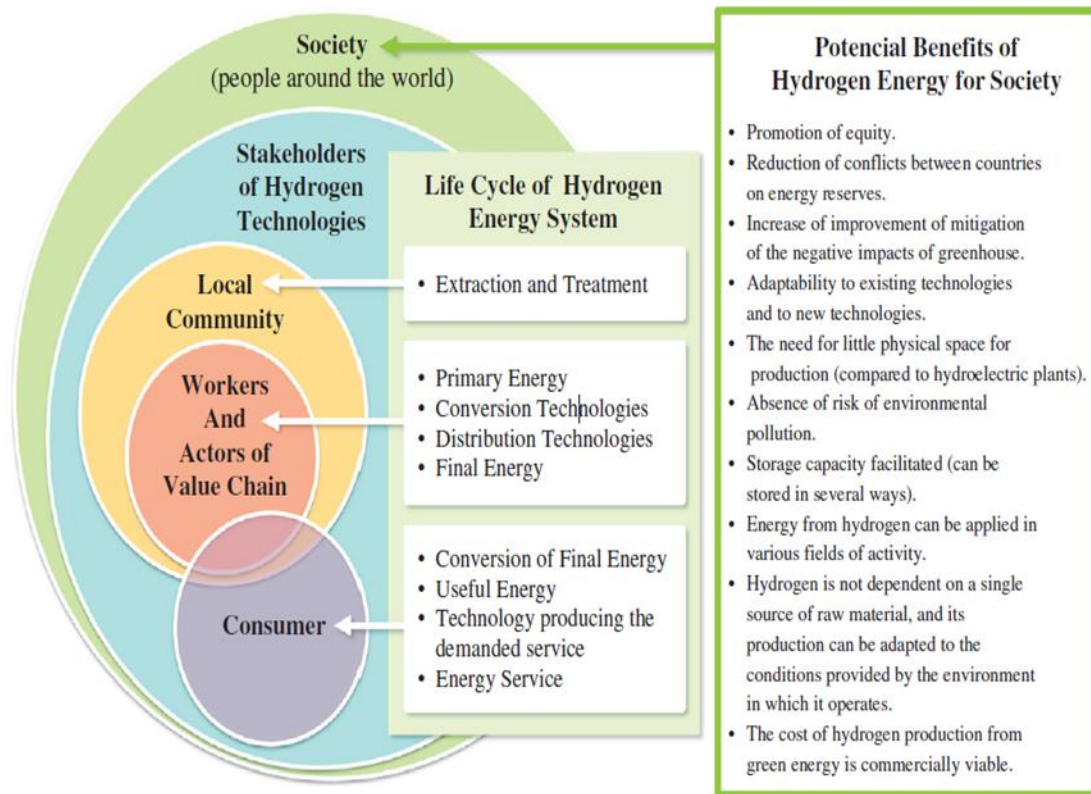 Society
(people around the world)
Stakeholders
of Hydrogen
Technologies
Local
Community
Workers
And
Actors of
Value Chain
Consumer
Life Cycle of Hydrogen
Energy System
• Extraction and Treatment
• Primary Energy
• Conversion Technologies
• Distribution Technologies
• Final Energy
• Conversion of Final Energy
• Useful Energy
• Technology producing the
demanded service
• Energy Service
Potencial Benefits of
Hydrogen Energy for Society
• Promotion of equity.
• Reduction of conflicts between countries
on energy reserves.
• Increase of improvement of mitigation
of the negative impacts of greenhouse.
• Adaptability to existing technologies
and to new technologies.
• The need for little physical space for
production (compared to hydroelectric plants).
• Absence of risk of environmental
pollution.
• Storage capacity facilitated (can be
stored in several ways).
• Energy from hydrogen can be applied in
various fields of activity.
• Hydrogen is not dependent on a single
source of raw material, and its
production can be adapted to the
conditions provided by the environment
in which it operates.
• The cost of hydrogen production from
green energy is commercially viable.